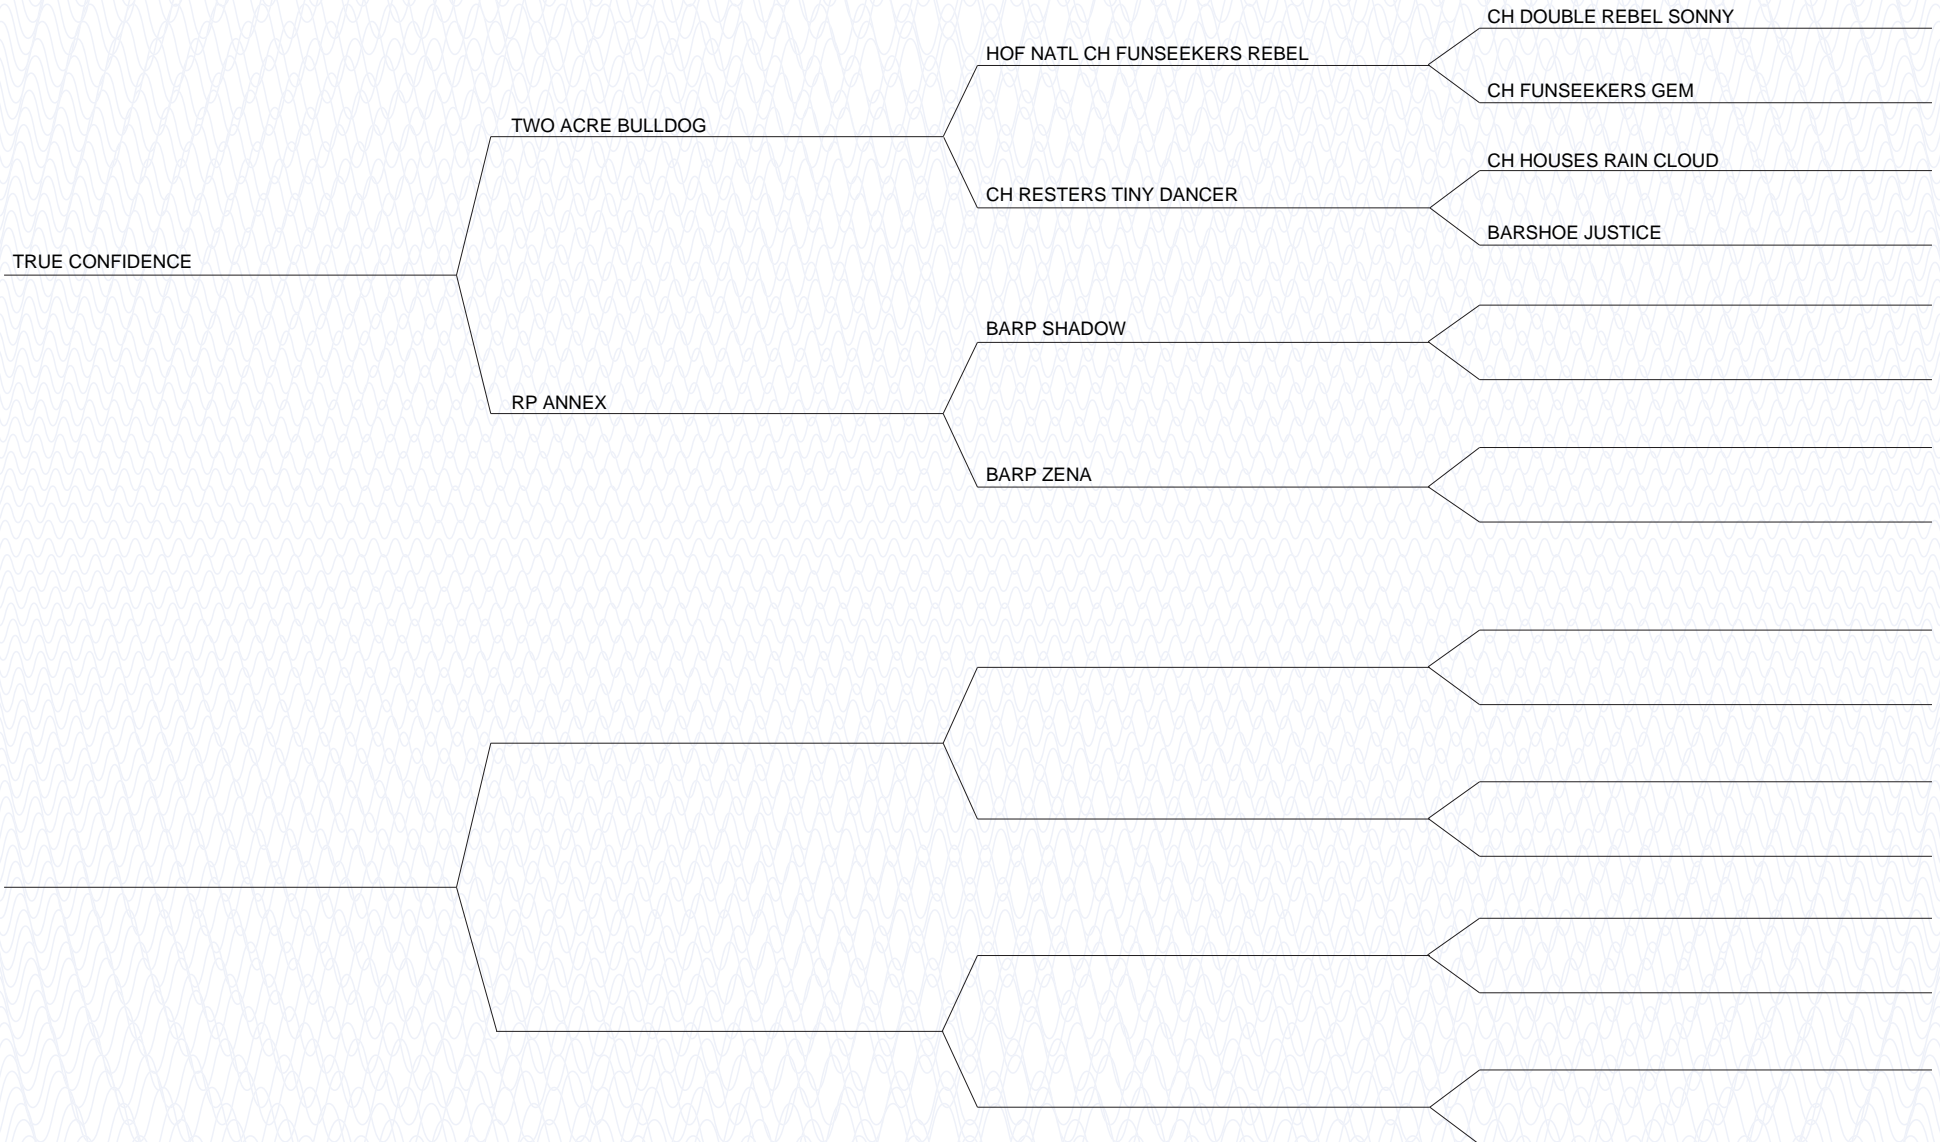 CH DOUBLE REBEL SONNY
HOF NATL CH FUNSEEKERS REBEL
CH FUNSEEKERS GEM
TWO ACRE BULLDOG
CH HOUSES RAIN CLOUD
CH RESTERS TINY DANCER
BARSHOE JUSTICE
TRUE CONFIDENCE
BARP SHADOW
RP ANNEX
BARP ZENA